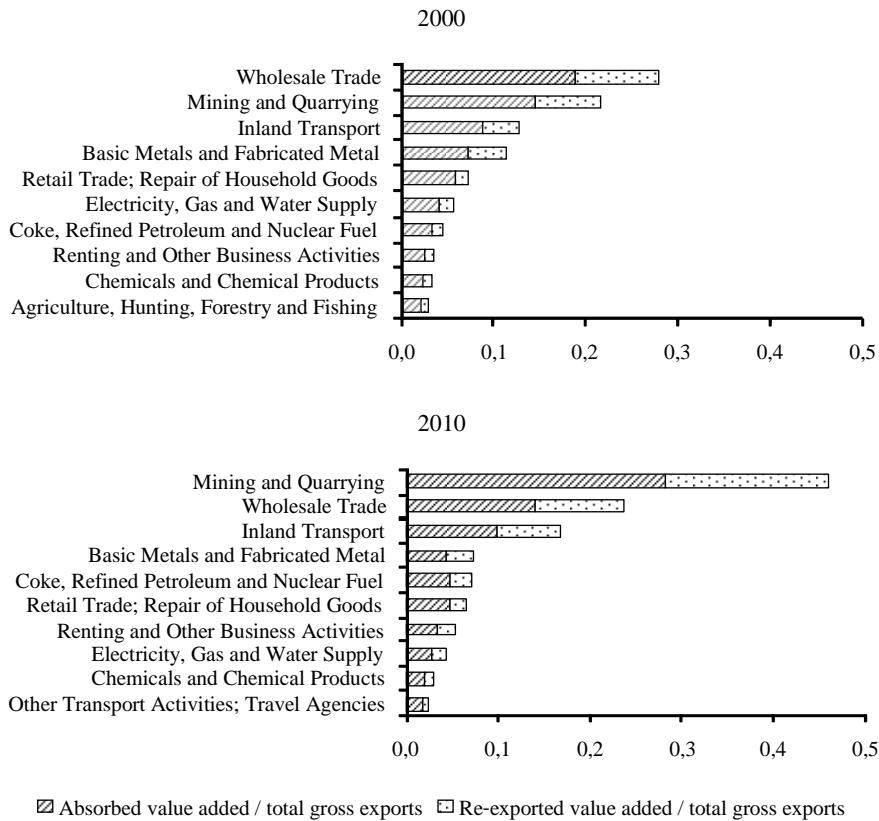 2000
Wholesale Trade
Mining and Quarrying
Inland Transport
Basic Metals and Fabricated Metal
Retail Trade; Repair of Household Goods
Electricity, Gas and Water Supply
Coke, Refined Petroleum and Nuclear Fuel
Renting and Other Business Activities
Chemicals and Chemical Products
Agriculture, Hunting, Forestry and Fishing
0,0 0,1 0,2 0,3 0,4 0,5
2010
Mining and Quarrying
Wholesale Trade
Inland Transport
Basic Metals and Fabricated Metal
Coke, Refined Petroleum and Nuclear Fuel
Retail Trade; Repair of Household Goods
Renting and Other Business Activities
Electricity, Gas and Water Supply
Chemicals and Chemical Products
Other Transport Activities; Travel Agencies
0,0 0,1 0,2 0,3 0,4 0,5
Absorbed value added / total gross exports Re-exported value added / total gross exports